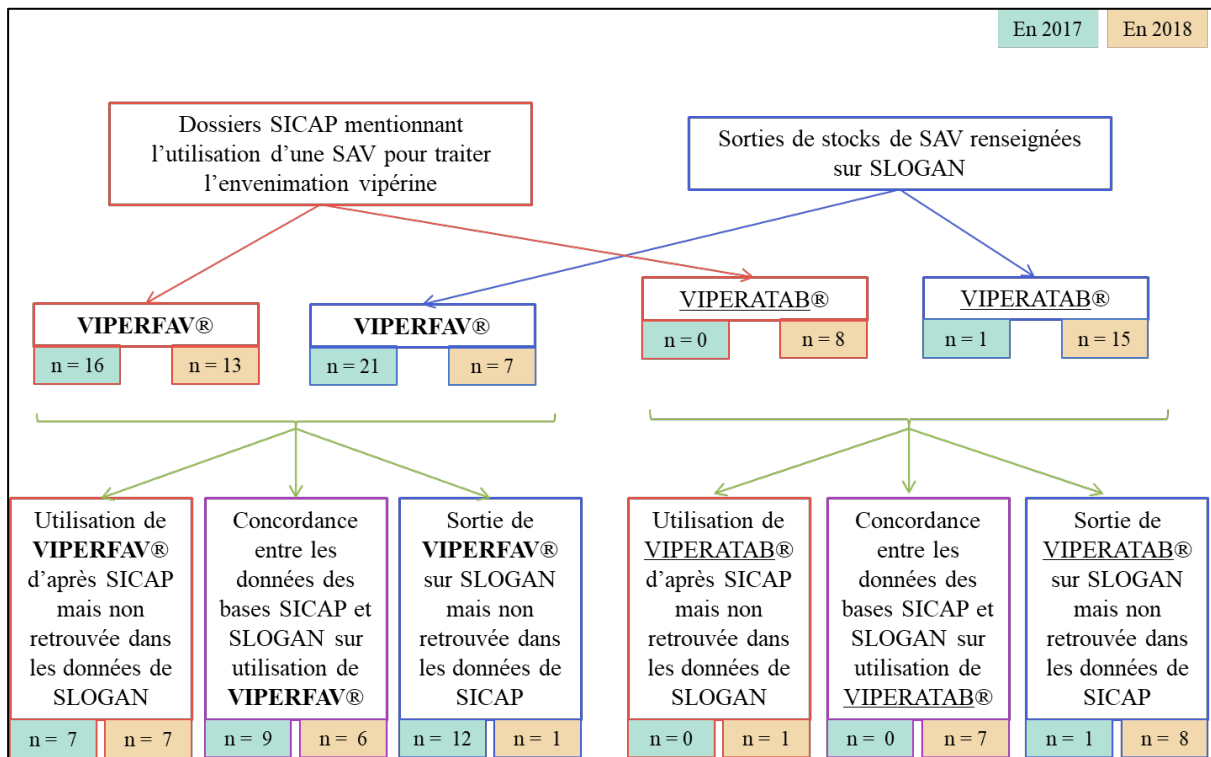 En 2017
En 2018
Dossiers SICAP mentionnant
l’utilisation d’une SAV pour traiter
l’envenimation vipérine
Sorties de stocks de SAV renseignées
sur SLOGAN
VIPERFAV®
n = 16
n = 13
VIPERFAV®
n = 21
n = 7
VIPERATAB®
n = 0
n = 8
VIPERATAB®
n = 1
n = 15
Utilisation de
VIPERFAV®
d’après SICAP
mais non
retrouvée dans
les données de
SLOGAN
n = 7
n = 7
Concordance
entre les
données des
bases SICAP et
SLOGAN sur
utilisation de
VIPERFAV®
n = 9
n = 6
Sortie de
VIPERFAV®
sur SLOGAN
mais non
retrouvée dans
les données de
SICAP
n = 12
n = 1
Utilisation de
VIPERATAB®
d’après SICAP
mais non
retrouvée dans
les données de
SLOGAN
n = 0
n = 1
Concordance
entre les
données des
bases SICAP et
SLOGAN sur
utilisation de
VIPERATAB®
n = 0
n = 7
Sortie de
VIPERATAB®
sur SLOGAN
mais non
retrouvée dans
les données de
SICAP
n = 1
n = 8